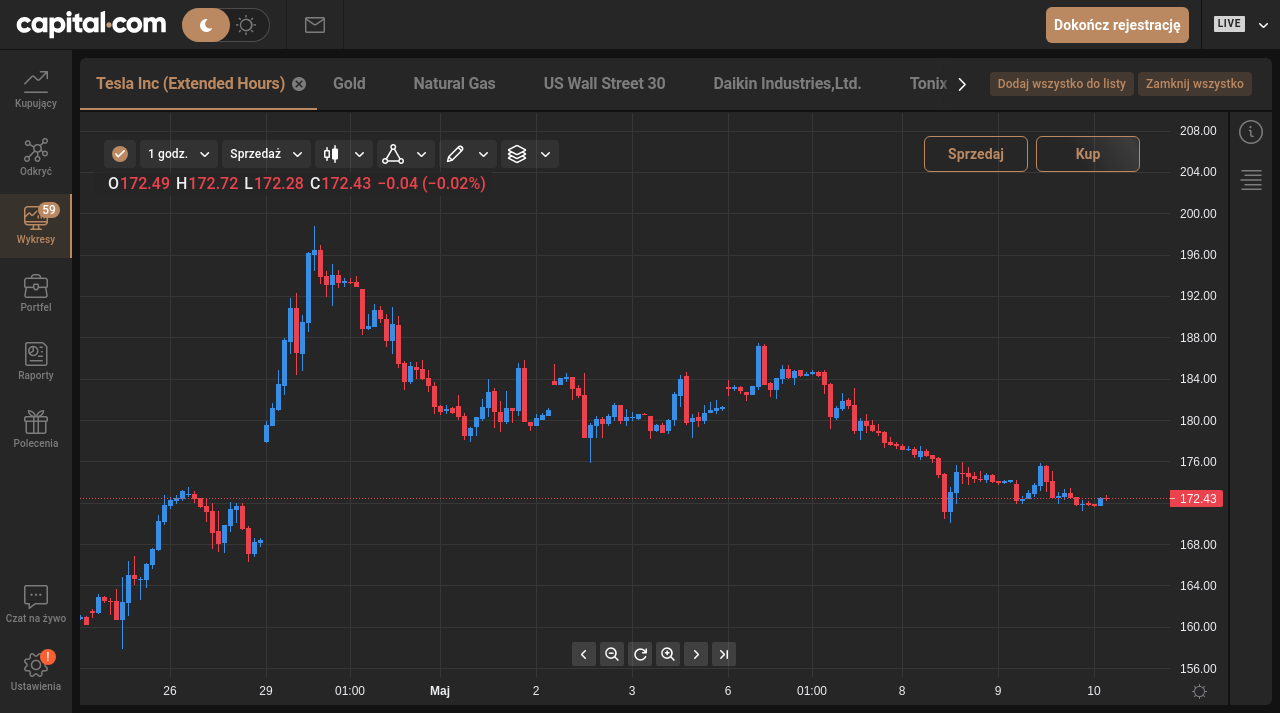 capital.com
Dokończ rejestrację
LIVE
Tesla Inc (Extended Hours)
Gold
Natural Gas
US Wall Street 30
Daikin Industries,Ltd.
Tonix
Dodaj wszystko do listy
Zamknij wszystko
Kupujący
Odkryć
59
Wykresy
Portfel
Raporty
Polecenia
Czat na żywo
!
Ustawienia
1 godz.
Sprzedaż
Sprzedaj
Kup
O172.49 H172.72 L172.28 C172.43 −0.04 (−0.02%)
208.00
204.00
200.00
196.00
192.00
188.00
184.00
180.00
176.00
172.43
168.00
164.00
160.00
156.00
26 29 01:00 Maj 2 3 6 01:00 8 9 10